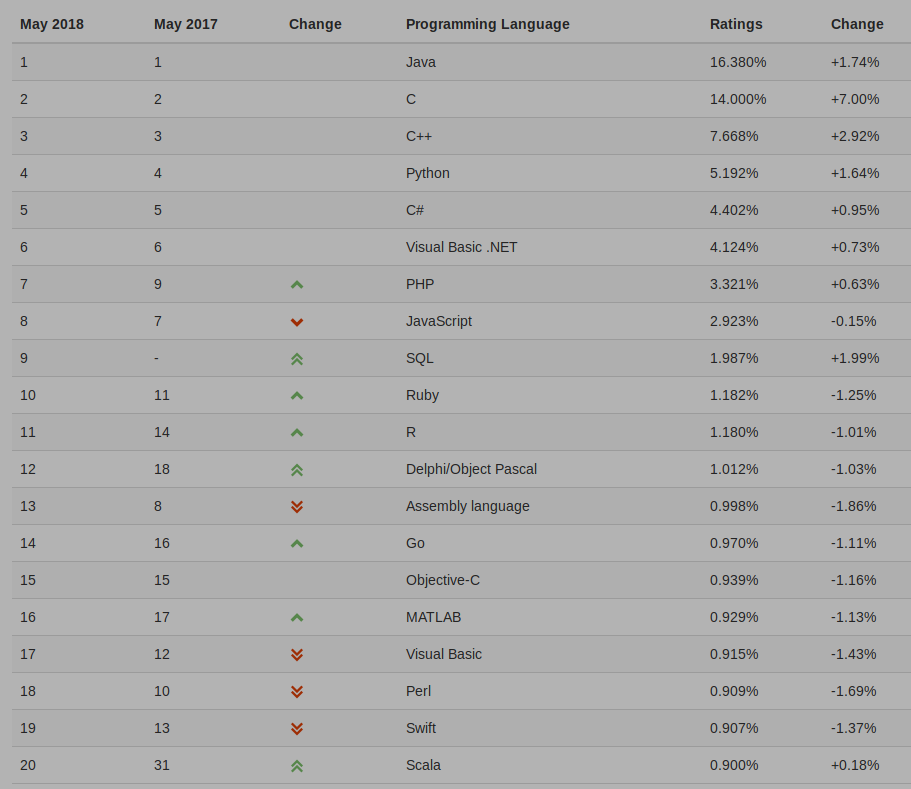 May 2018 May 2017 Change Programming Language Ratings Change
1 1 Java 16.380% +1.74%
2 2 C 14.000% +7.00%
3 3 C++ 7.668% +2.92%
4 4 Python 5.192% +1.64%
5 5 C# 4.402% +0.95%
6 6 Visual Basic .NET 4.124% +0.73%
7 9 PHP 3.321% +0.63%
8 7 JavaScript 2.923% -0.15%
9 - SQL 1.987% +1.99%
10 11 Ruby 1.182% -1.25%
11 14 R 1.180% -1.01%
12 18 Delphi/Object Pascal 1.012% -1.03%
13 8 Assembly language 0.998% -1.86%
14 16 Go 0.970% -1.11%
15 15 Objective-C 0.939% -1.16%
16 17 MATLAB 0.929% -1.13%
17 12 Visual Basic 0.915% -1.43%
18 10 Perl 0.909% -1.69%
19 13 Swift 0.907% -1.37%
20 31 Scala 0.900% +0.18%